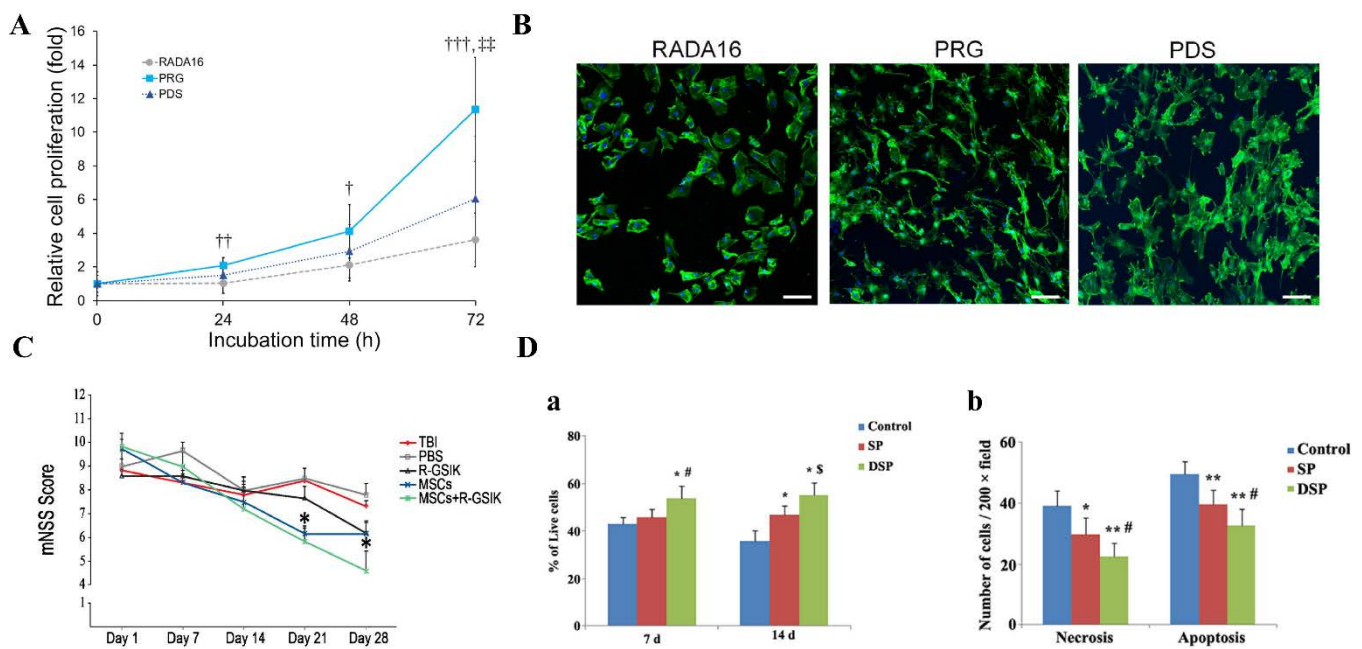 A
Relative cell proliferation (fold)
16
14
12
10
8
6
4
2
0
RADA16
PRG
PDS
††
†
†††,‡‡
0 24 48 72
Incubation time (h)
B
RADA16 PRG PDS
C
mNSS Score
12
11
10
9
8
7
6
5
4
1
TBI
PBS
R-GSIK
MSCs
MSCs+R-GSIK
*
*
Day 1 Day 7 Day 14 Day 21 Day 28
D
a
% of Live cells
80
60
40
20
0
Control
SP
DSP
* #
*
* $
7 d 14 d
b
Number of cells / 200 × field
60
40
20
0
Control
SP
DSP
*
** #
**
** #
Necrosis Apoptosis